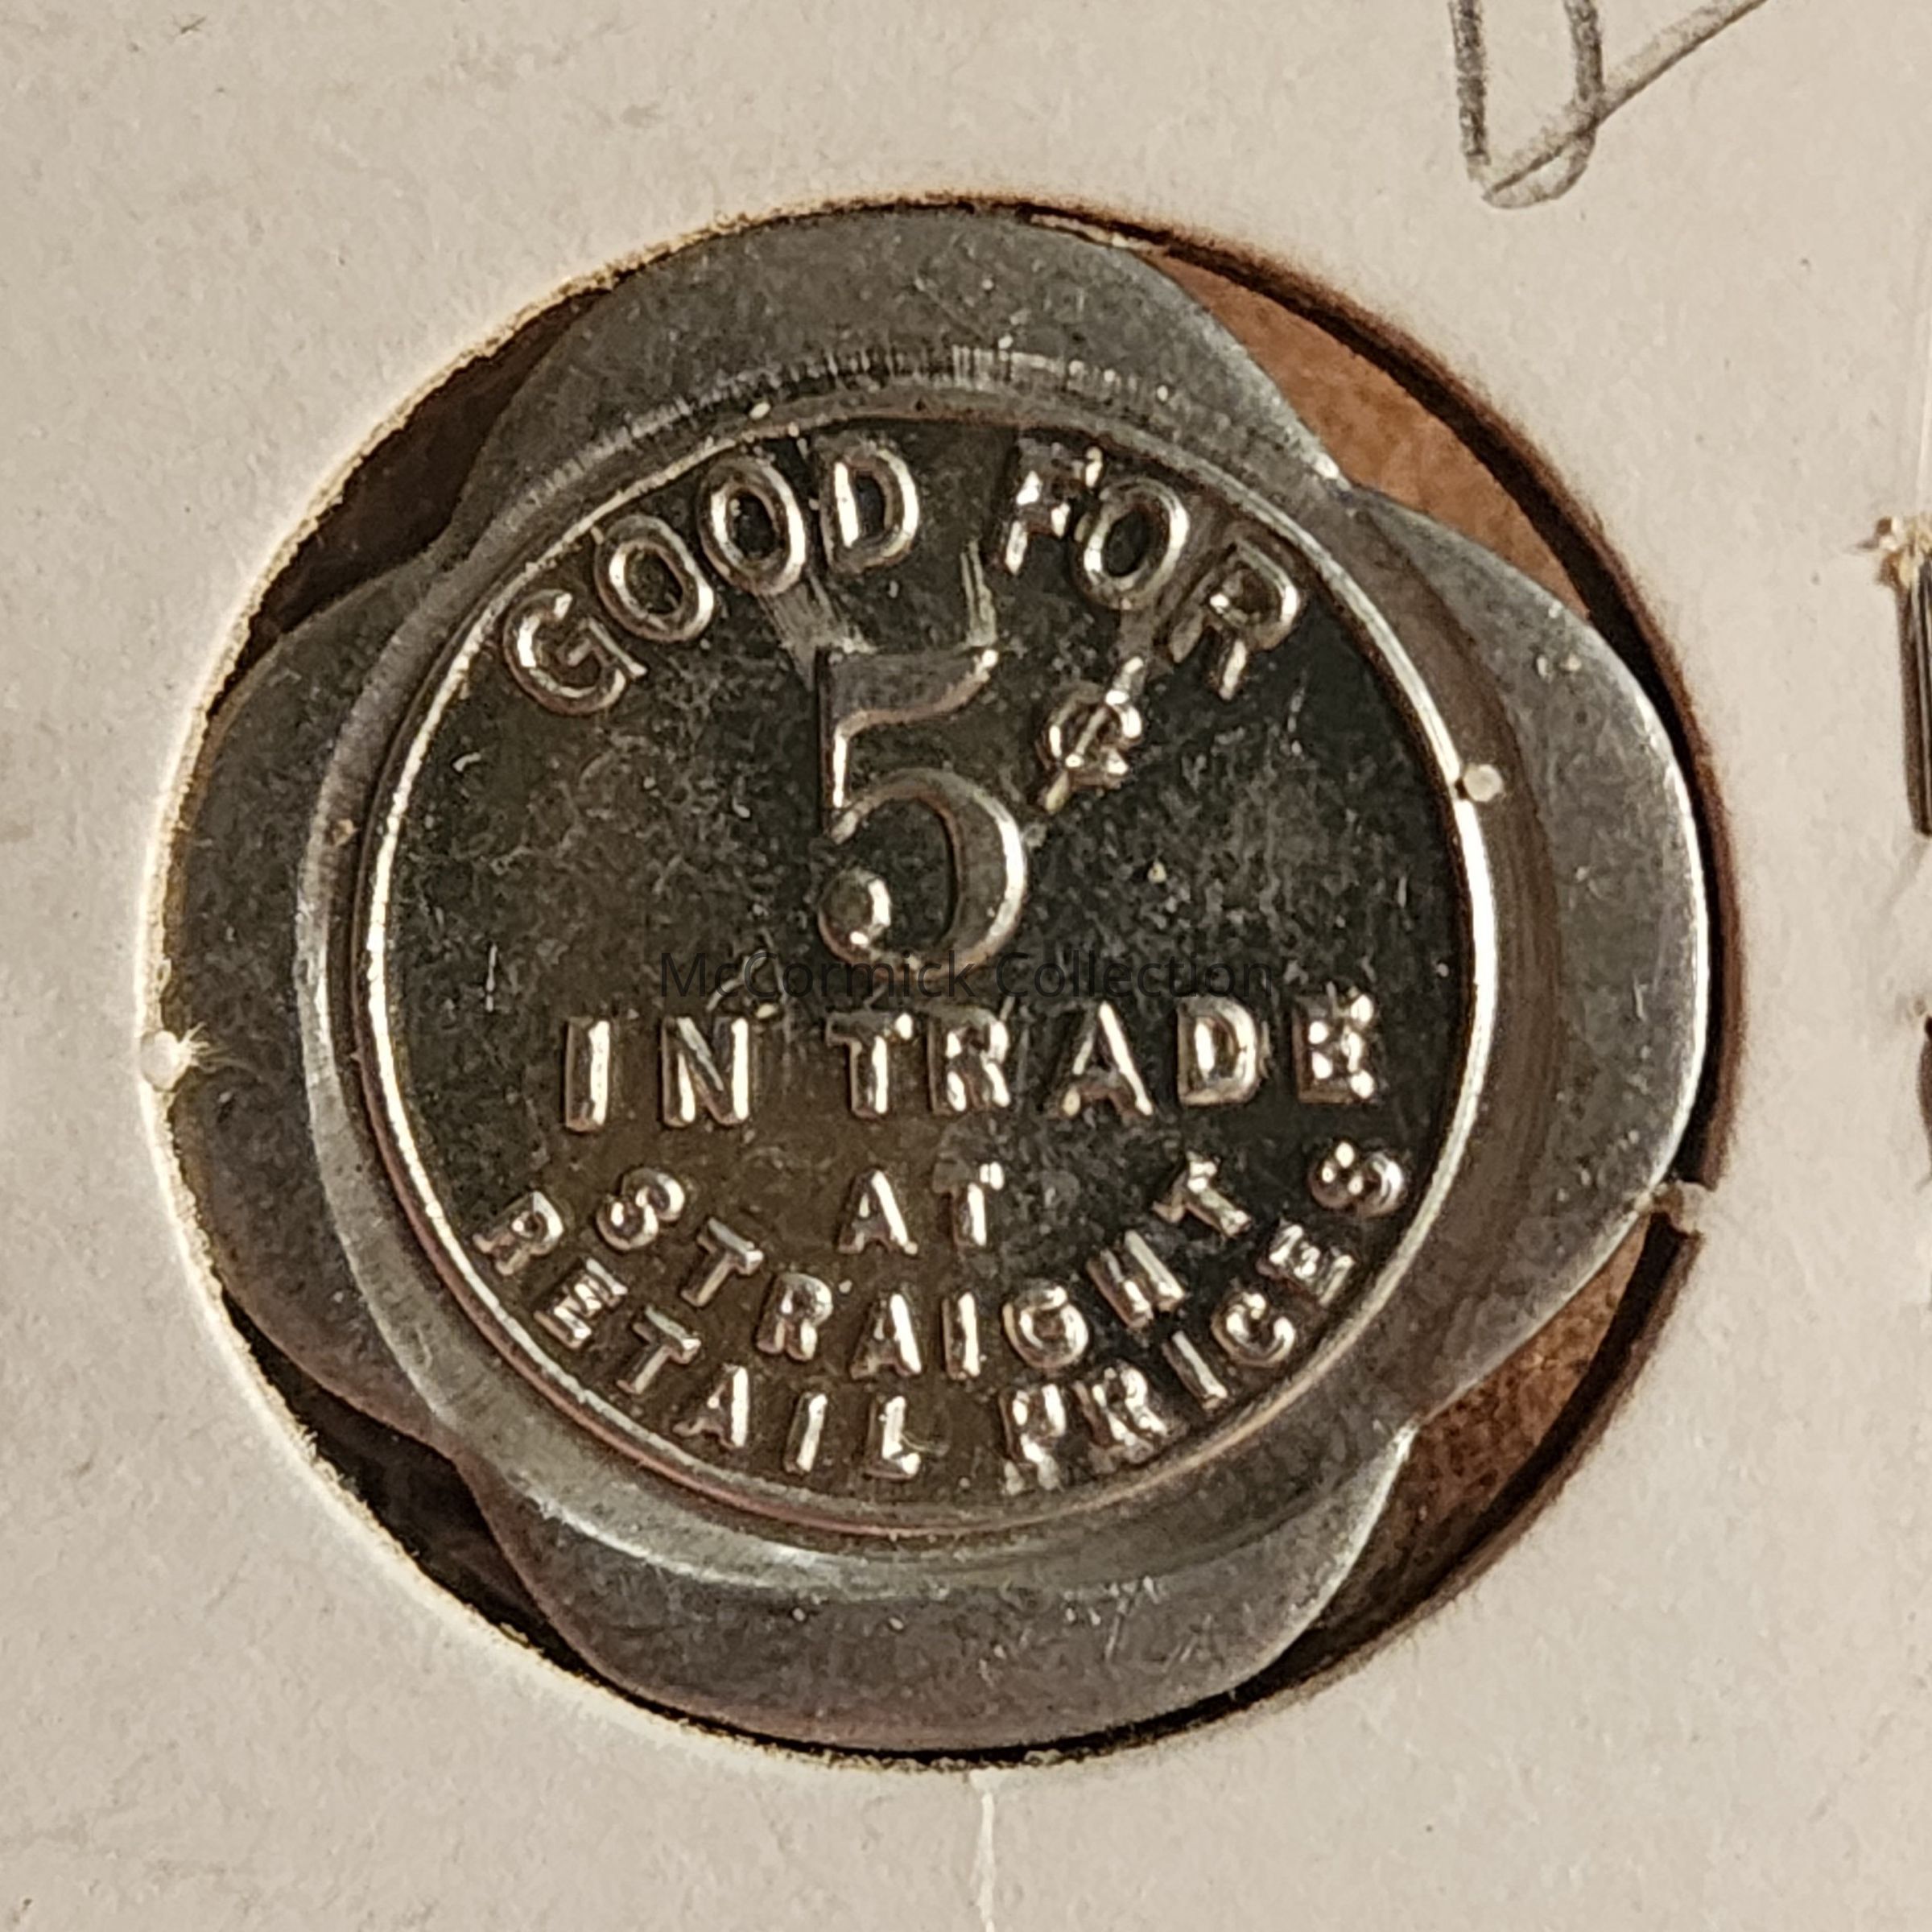 GOOD FOR
5¢
McCormick Collection
IN TRADE
AT
STRAIGHT
RETAIL PRICES